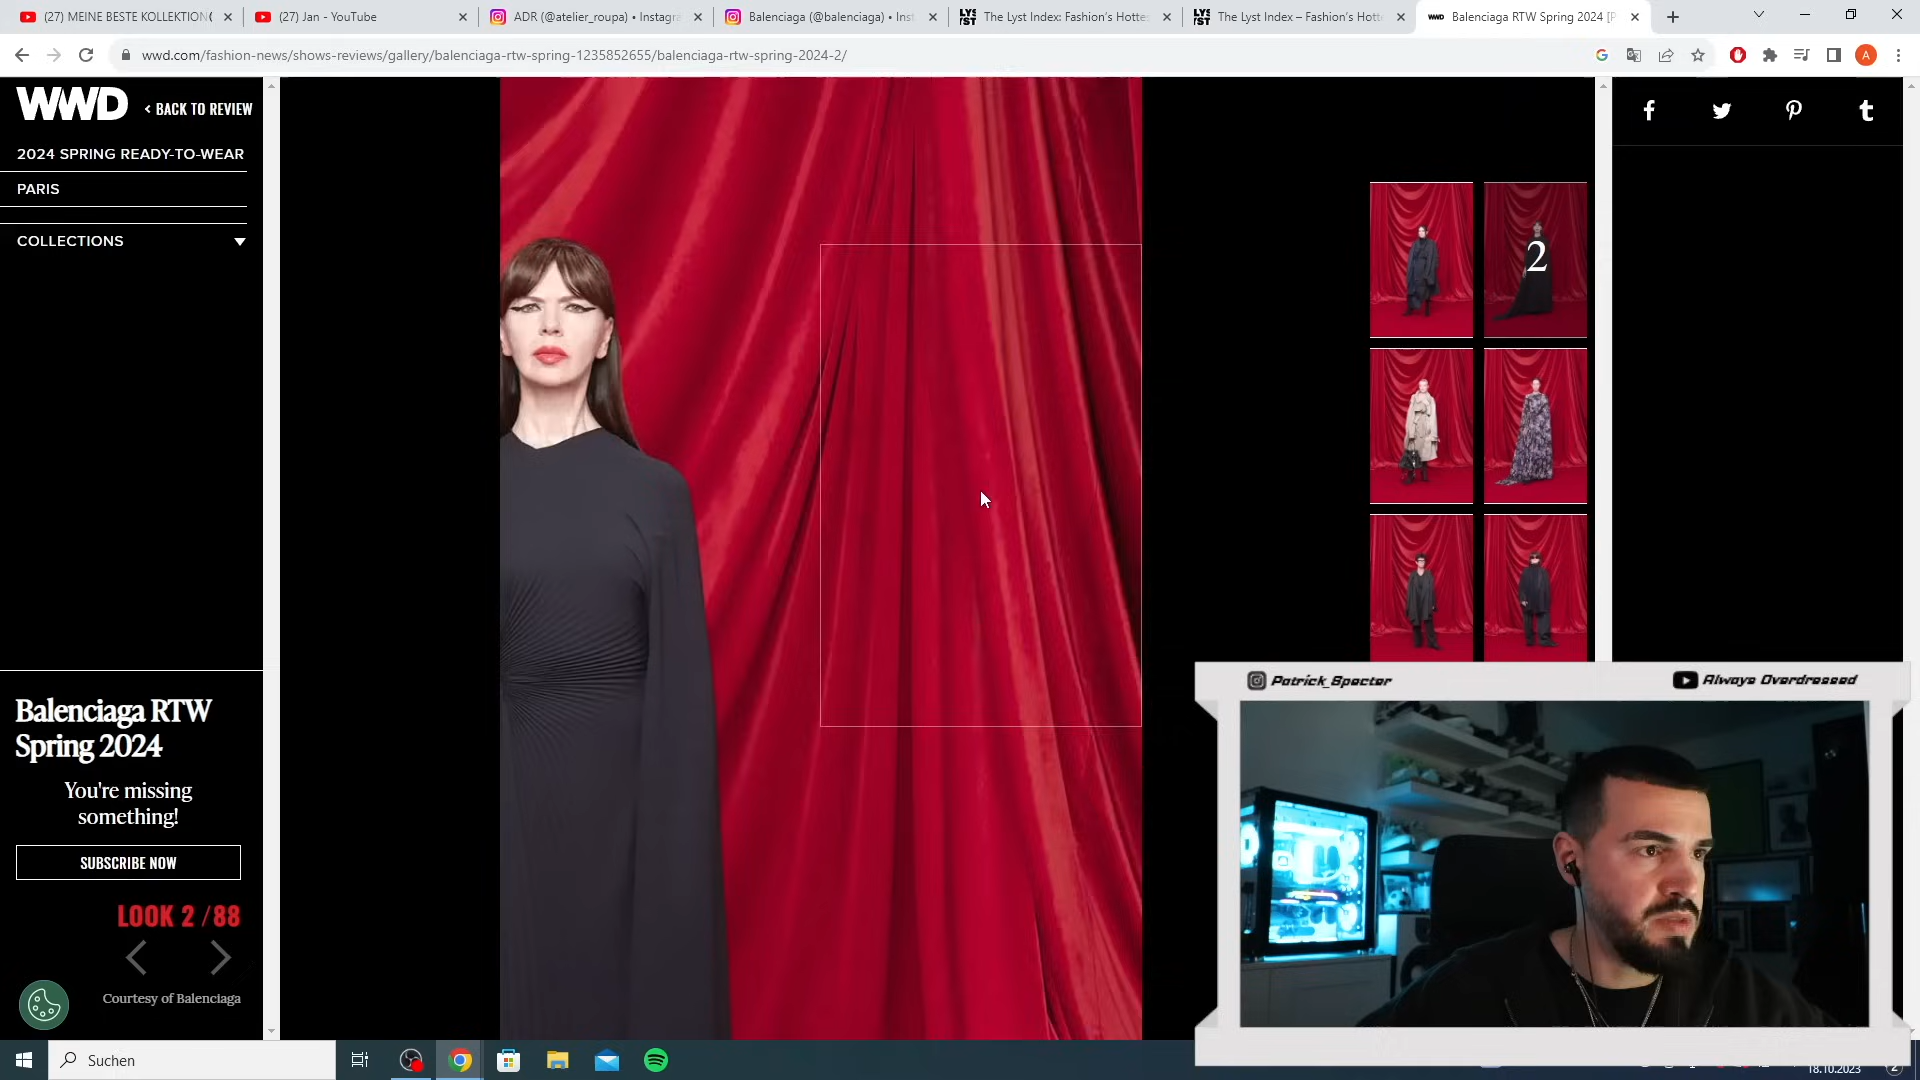 (27) MEINE BESTE KOLLEKTION
(27) Jan - YouTube
ADR (@atelier_roupa) • Instagra
Balenciaga (@balenciaga) • Inst
The Lyst Index: Fashion's Hottes
The Lyst Index – Fashion's Hott
Balenciaga RTW Spring 2024 [P
wwd.com/fashion-news/shows-reviews/gallery/balenciaga-rtw-spring-1235852655/balenciaga-rtw-spring-2024-2/
A
WWD
< BACK TO REVIEW
2024 SPRING READY-TO-WEAR
PARIS
COLLECTIONS
2
Balenciaga RTW
Spring 2024
You're missing
something!
SUBSCRIBE NOW
LOOK 2 /88
Courtesy of Balenciaga
Patrick_Specter
Always Overdressed
Suchen
18.10.2023
2